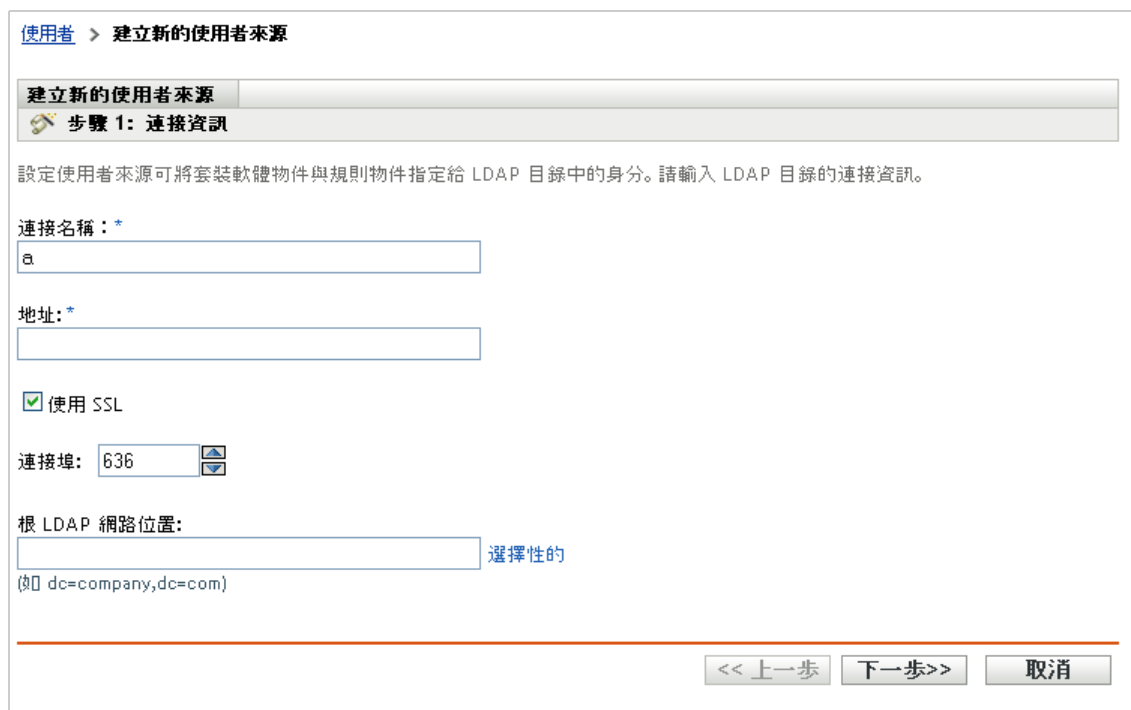 使用者 > 建立新的使用者來源
建立新的使用者來源
步驟 1: 連接資訊
設定使用者來源可將套裝軟體物件與規則物件指定給 LDAP 目錄中的身分。請輸入 LDAP 目錄的連接資訊。
連接名稱：*
a
地址:*
使用 SSL
連接埠: 636
根 LDAP 網路位置:
選擇性的
(如 dc=company,dc=com)
<< 上一步 下一步>> 取消